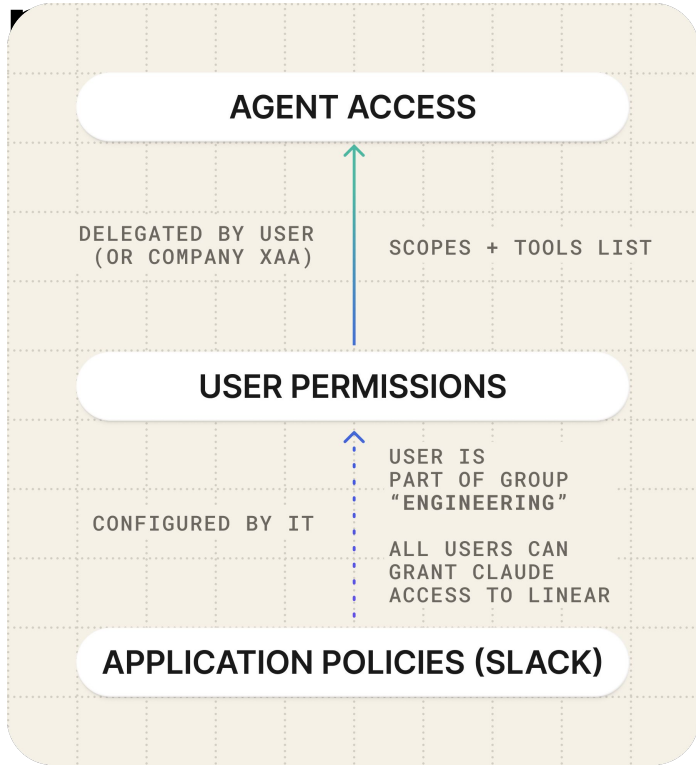 AGENT ACCESS
DELEGATED BY USER
(OR COMPANY XAA)
SCOPES + TOOLS LIST
USER PERMISSIONS
CONFIGURED BY IT
USER IS
PART OF GROUP
“ENGINEERING”
ALL USERS CAN
GRANT CLAUDE
ACCESS TO LINEAR
APPLICATION POLICIES (SLACK)